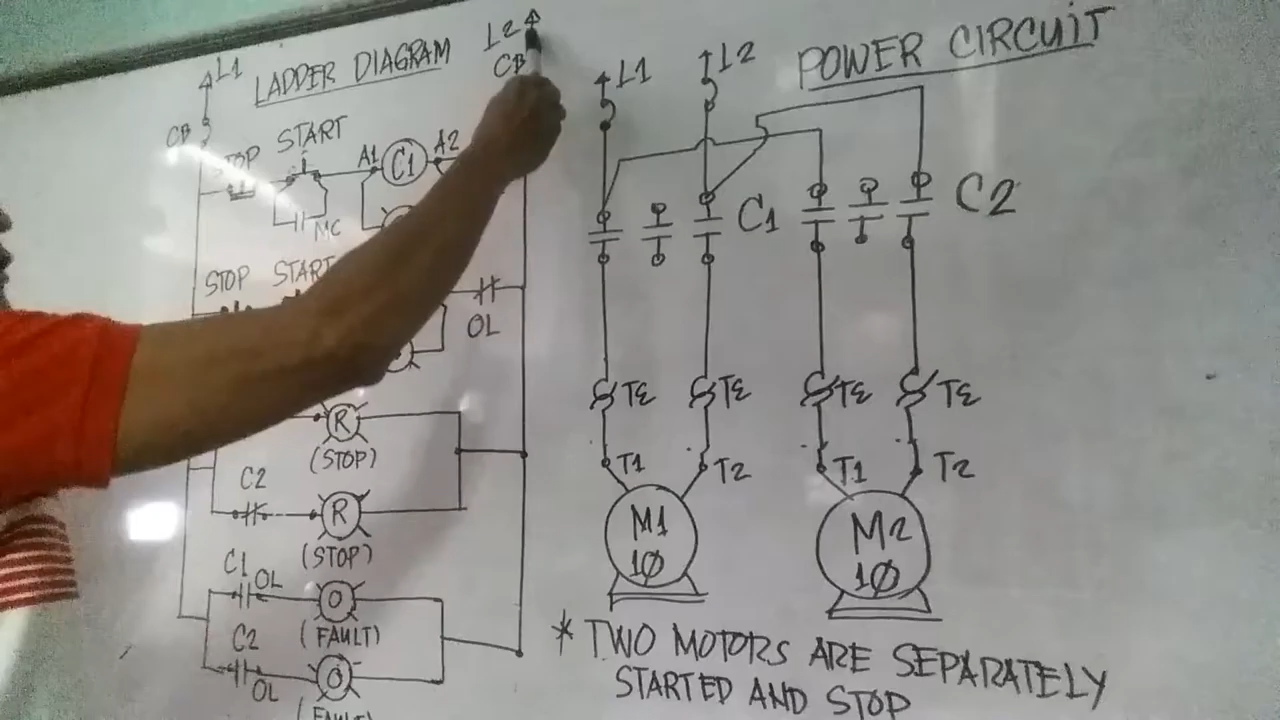 L1
LADDER DIAGRAM
L2
CB
CB
STOP START
A1 C1 A2
MC
STOP START
OL
R
(STOP)
C2
R
(STOP)
C1
OL
O
(FAULT)
C2
OL
O
(FAULT)
POWER CIRCUIT
L1 L2
C1 C2
TE TE TE TE
T1 T2 T1 T2
M1
1Ø
M2
1Ø
* TWO MOTORS ARE SEPARATELY
STARTED AND STOP